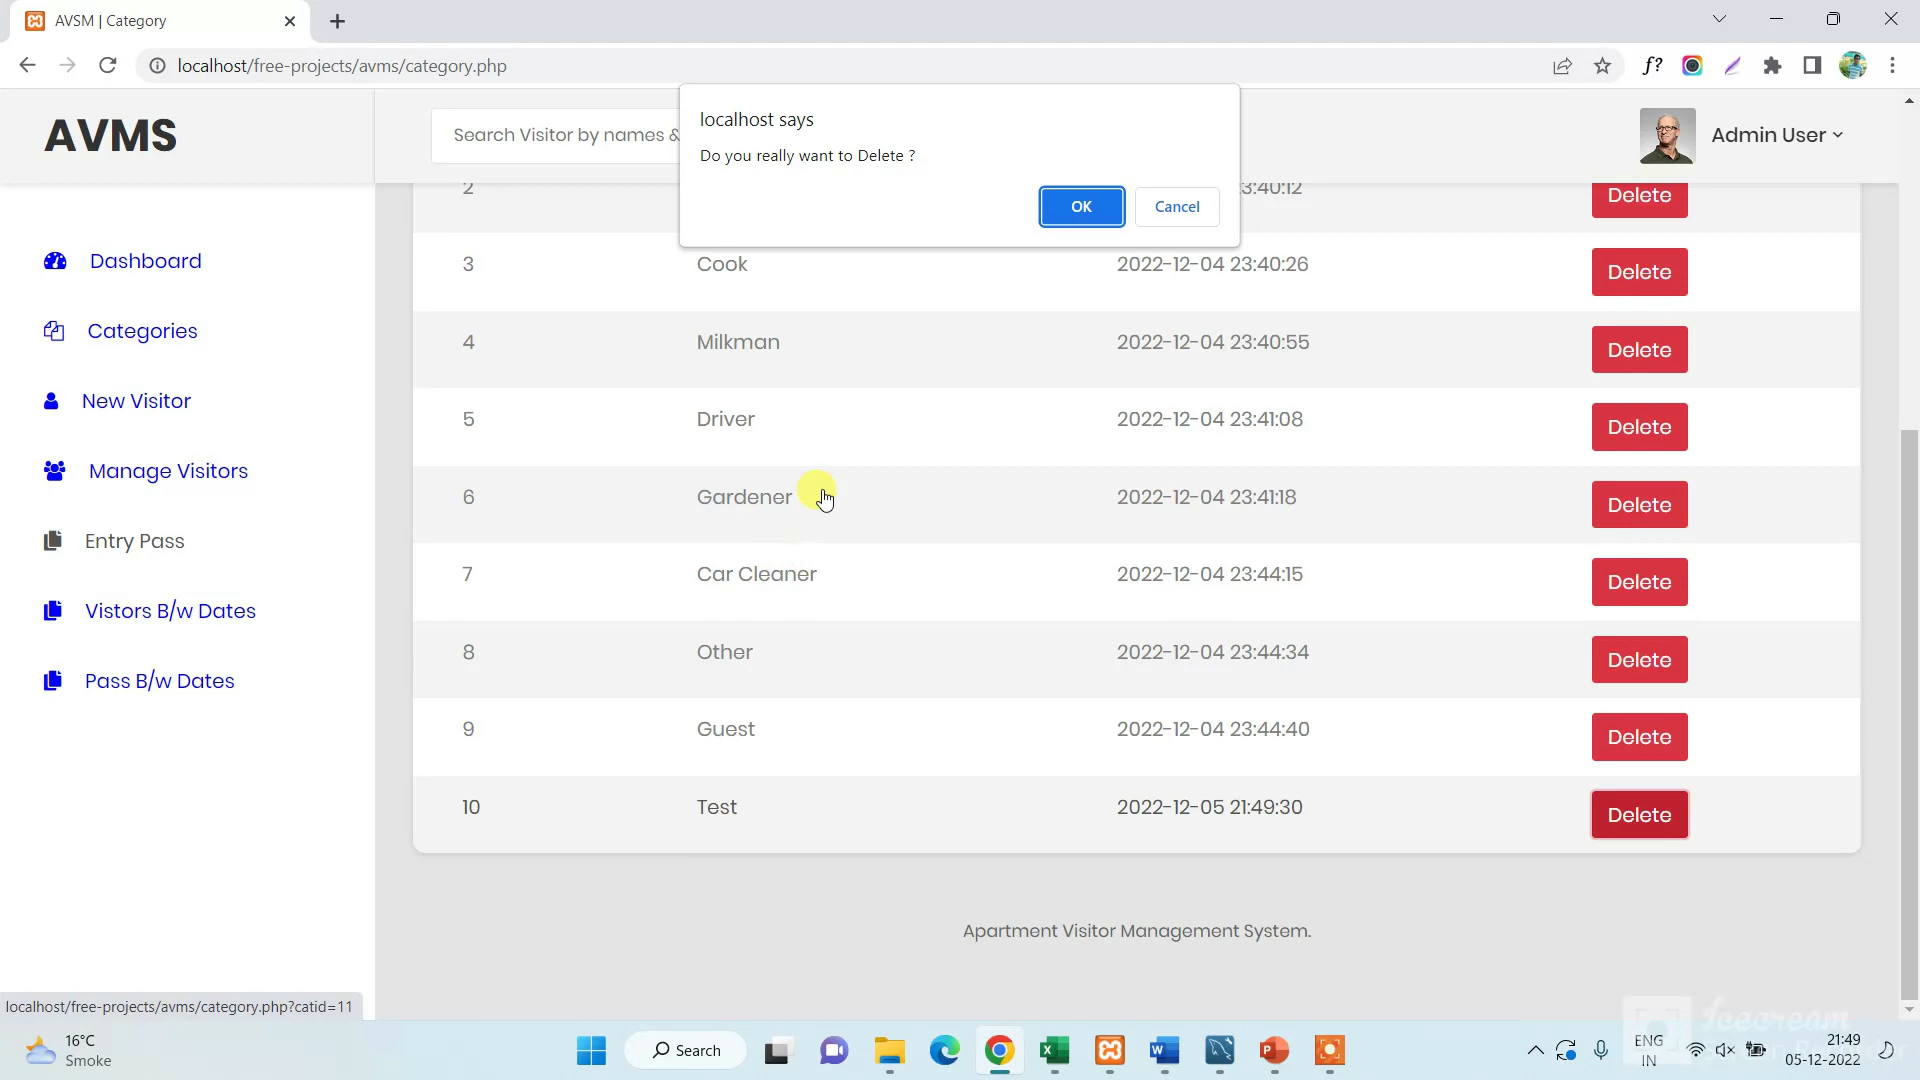 AVSM | Category
localhost/free-projects/avms/category.php
f?
localhost says
Do you really want to Delete ?
OK
Cancel
AVMS
Search Visitor by names &
Admin User
2
3:40:12
Delete
Dashboard
3
Cook
2022-12-04 23:40:26
Delete
Categories
4
Milkman
2022-12-04 23:40:55
Delete
New Visitor
5
Driver
2022-12-04 23:41:08
Delete
Manage Visitors
6
Gardener
2022-12-04 23:41:18
Delete
Entry Pass
7
Car Cleaner
2022-12-04 23:44:15
Delete
Vistors B/w Dates
8
Other
2022-12-04 23:44:34
Delete
Pass B/w Dates
9
Guest
2022-12-04 23:44:40
Delete
10
Test
2022-12-05 21:49:30
Delete
Apartment Visitor Management System.
localhost/free-projects/avms/category.php?catid=11
16°C
Smoke
Search
ENG
IN
21:49
05-12-2022
Icecream